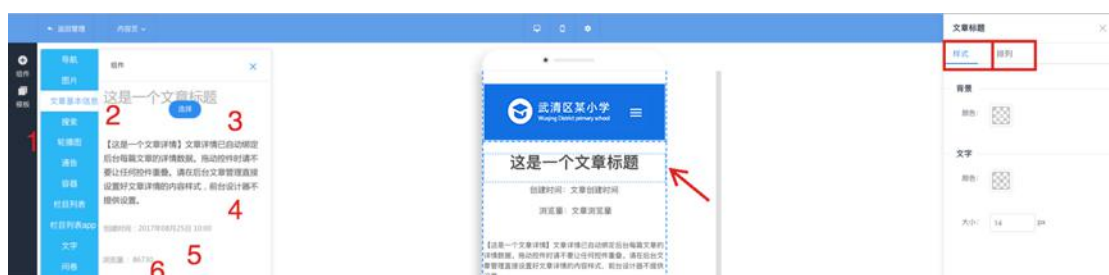 返回管理
内容页
文章标题
组件
模板
导航
图片
文章基本信息
搜索
轮播图
通告
容器
栏目列表
栏目列表app
文字
问卷
组件
这是一个文章标题
选择
【这是一个文章详情】文章详情已自动绑定
后台每篇文章的详情数据。拖动控件时请不
要让任何控件重叠。请在后台文章管理直接
设置好文章详情的内容样式，前台设计器不
提供设置。
创建时间：2017年08月25日 10:00
浏览量：86730
1
2
3
4
5
6
武清区某小学
Wuqing District primary school
这是一个文章标题
创建时间：文章创建时间
浏览量：文章浏览量
【这是一个文章详情】文章详情已自动绑定后台每篇文章的
详情数据。拖动控件时请不要让任何控件重叠。请在后台文
章管理直接设置好文章详情的内容样式，前台设计器不提供
样式
排列
背景
颜色:
文字
颜色:
大小:
14
px